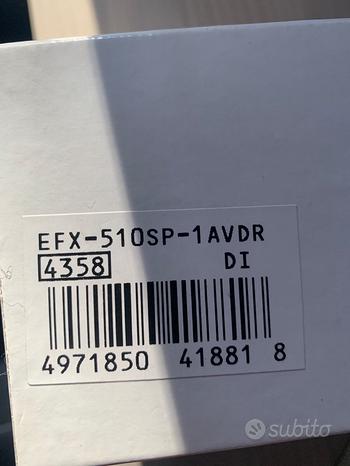 EFX-510SP-1AVDR
4358 DI
4971850 41881 8
subito